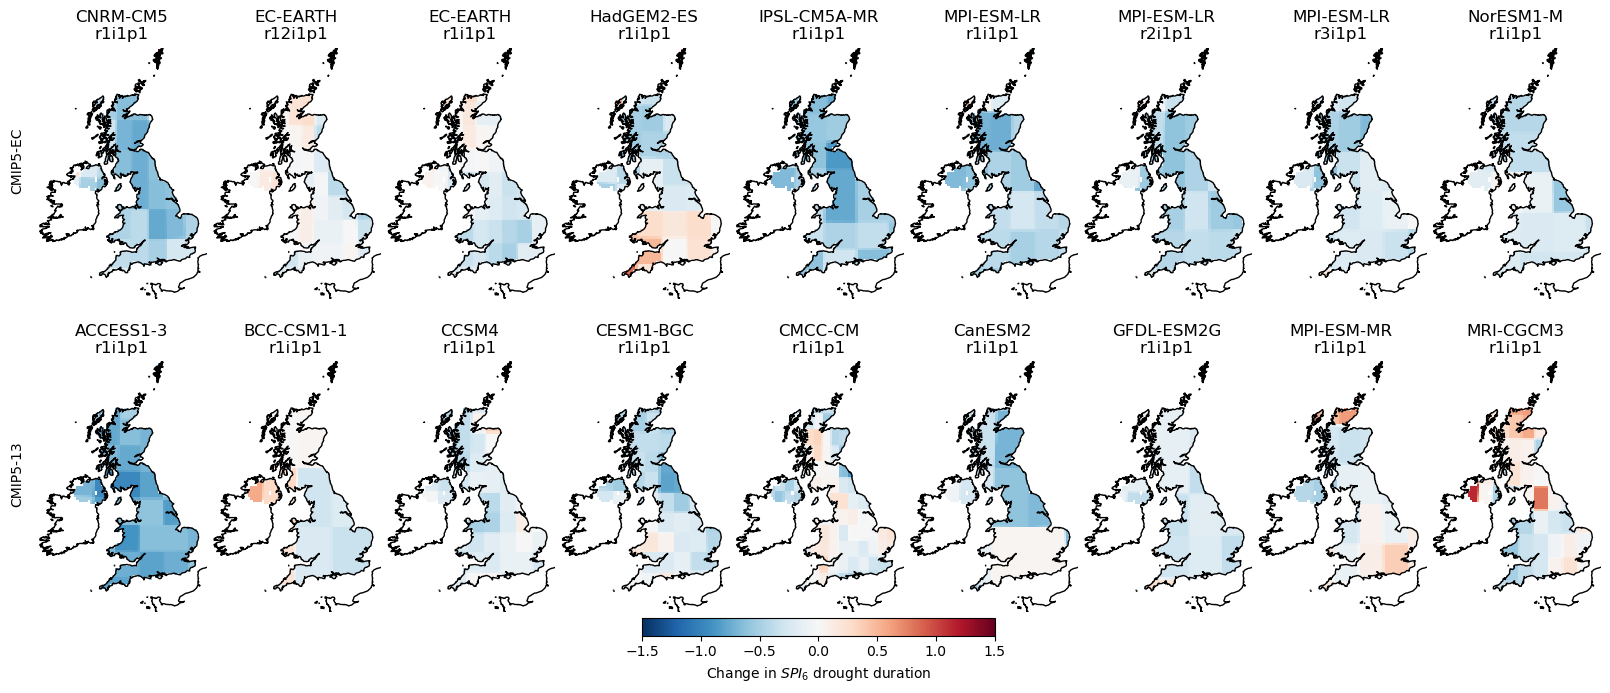 CNRM-CM5 EC-EARTH EC-EARTH HadGEM2-ES IPSL-CM5A-MR MPI-ESM-LR MPI-ESM-LR MPI-ESM-LR NorESM1-M
r1i1p1 r12i1p1 r1i1p1 r1i1p1 r1i1p1 r1i1p1 r2i1p1 r3i1p1 r1i1p1
CMIP5-EC
ACCESS1-3 BCC-CSM1-1 CCSM4 CESM1-BGC CMCC-CM CanESM2 GFDL-ESM2G MPI-ESM-MR MRI-CGCM3
r1i1p1 r1i1p1 r1i1p1 r1i1p1 r1i1p1 r1i1p1 r1i1p1 r1i1p1 r1i1p1
CMIP5-13
−1.5 −1.0 −0.5 0.0 0.5 1.0 1.5
Change in SPI₆ drought duration